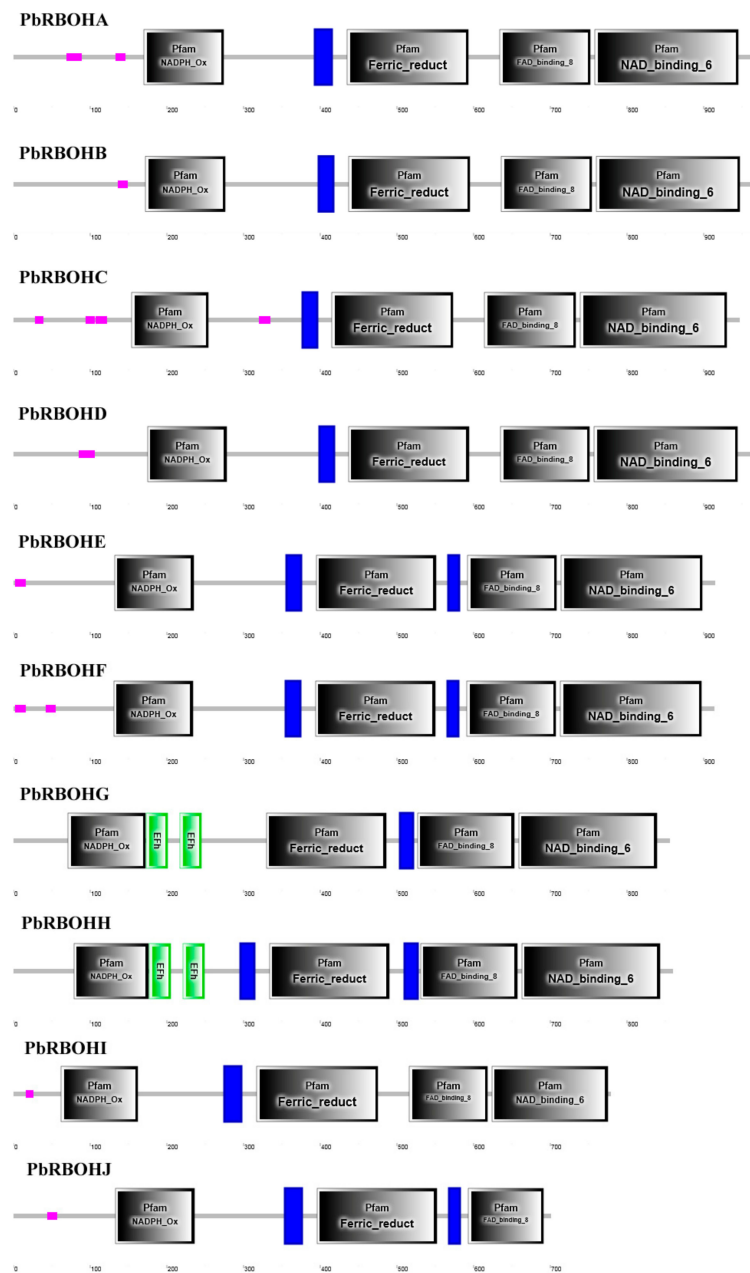 PbRBOHA
Pfam NADPH_Ox Pfam Ferric_reduct Pfam FAD_binding_8 Pfam NAD_binding_6
0 100 200 300 400 500 600 700 800 900
PbRBOHB
Pfam NADPH_Ox Pfam Ferric_reduct Pfam FAD_binding_8 Pfam NAD_binding_6
0 100 200 300 400 500 600 700 800 900
PbRBOHC
Pfam NADPH_Ox Pfam Ferric_reduct Pfam FAD_binding_8 Pfam NAD_binding_6
0 100 200 300 400 500 600 700 800 900
PbRBOHD
Pfam NADPH_Ox Pfam Ferric_reduct Pfam FAD_binding_8 Pfam NAD_binding_6
0 100 200 300 400 500 600 700 800 900
PbRBOHE
Pfam NADPH_Ox Pfam Ferric_reduct Pfam FAD_binding_8 Pfam NAD_binding_6
0 100 200 300 400 500 600 700 800 900
PbRBOHF
Pfam NADPH_Ox Pfam Ferric_reduct Pfam FAD_binding_8 Pfam NAD_binding_6
0 100 200 300 400 500 600 700 800 900
PbRBOHG
Pfam NADPH_Ox EFh EFh Pfam Ferric_reduct Pfam FAD_binding_8 Pfam NAD_binding_6
0 100 200 300 400 500 600 700 800
PbRBOHH
Pfam NADPH_Ox EFh EFh Pfam Ferric_reduct Pfam FAD_binding_8 Pfam NAD_binding_6
0 100 200 300 400 500 600 700 800
PbRBOHI
Pfam NADPH_Ox Pfam Ferric_reduct Pfam FAD_binding_8 Pfam NAD_binding_6
0 100 200 300 400 500 600 700
PbRBOHJ
Pfam NADPH_Ox Pfam Ferric_reduct Pfam FAD_binding_8
0 100 200 300 400 500 600 700